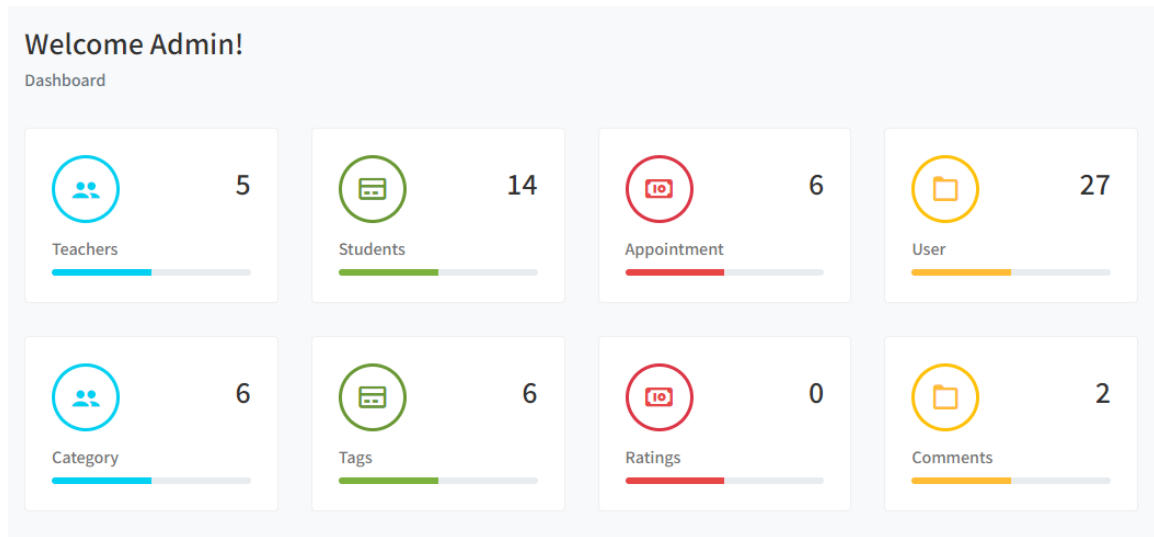 Welcome Admin!
Dashboard
5
Teachers
14
Students
6
Appointment
27
User
6
Category
6
Tags
0
Ratings
2
Comments